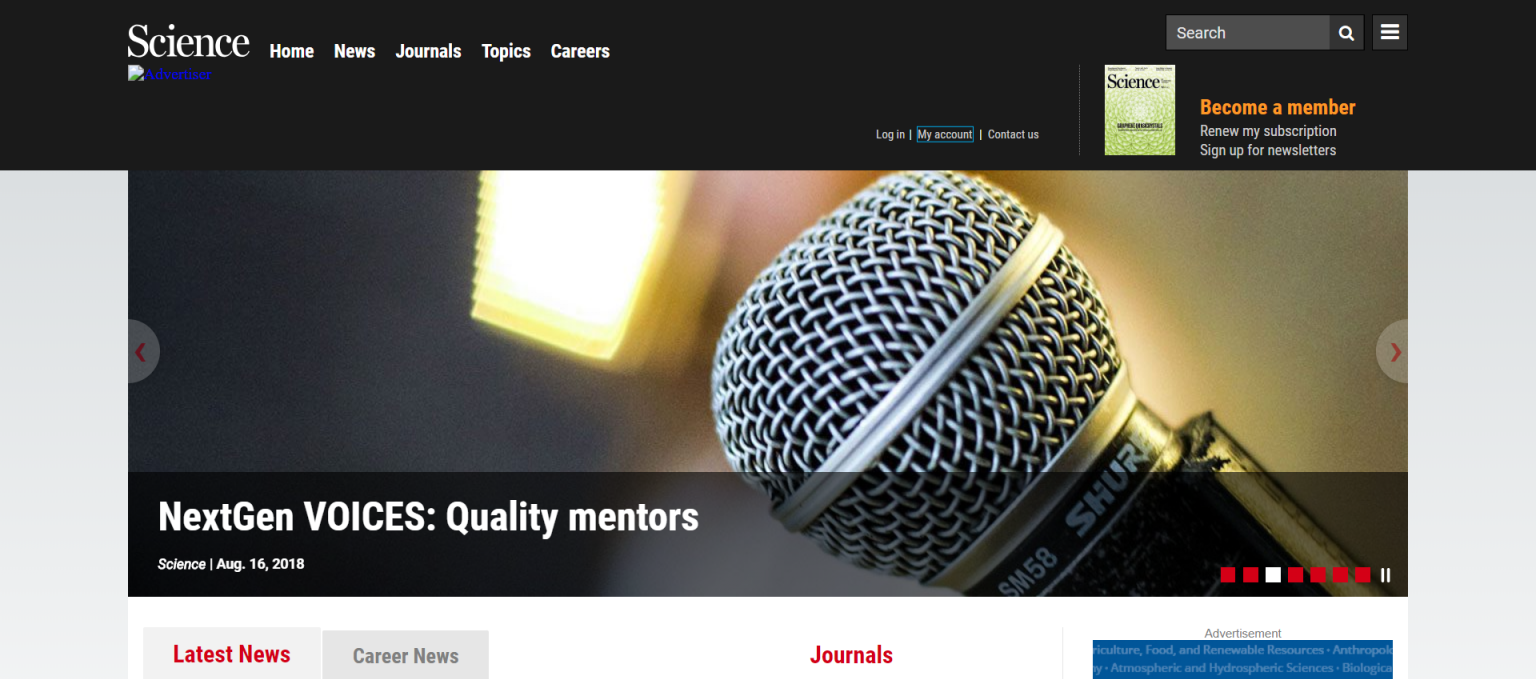 Science
Home News Journals Topics Careers
Search
Advertiser
Science
Become a member
Log in | My account | Contact us
Renew my subscription
Sign up for newsletters
SHURE
SM58
NextGen VOICES: Quality mentors
Science | Aug. 16, 2018
Latest News
Career News
Journals
Advertisement
riculture, Food, and Renewable Resources · Anthropolo
y · Atmospheric and Hydrospheric Sciences · Biologica